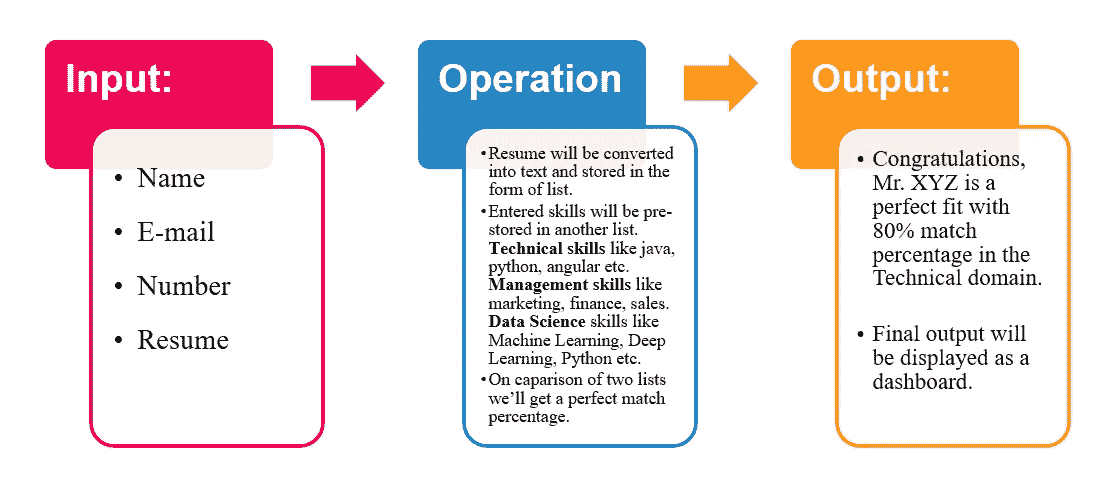 Input:
• Name
• E-mail
• Number
• Resume
Operation
•Resume will be converted
into text and stored in the
form of list.
•Entered skills will be pre-
stored in another list.
Technical skills like java,
python, angular etc.
Management skills like
marketing, finance, sales.
Data Science skills like
Machine Learning, Deep
Learning, Python etc.
•On caparison of two lists
we’ll get a perfect match
percentage.
Output:
• Congratulations,
Mr. XYZ is a
perfect fit with
80% match
percentage in the
Technical domain.
• Final output will
be displayed as a
dashboard.